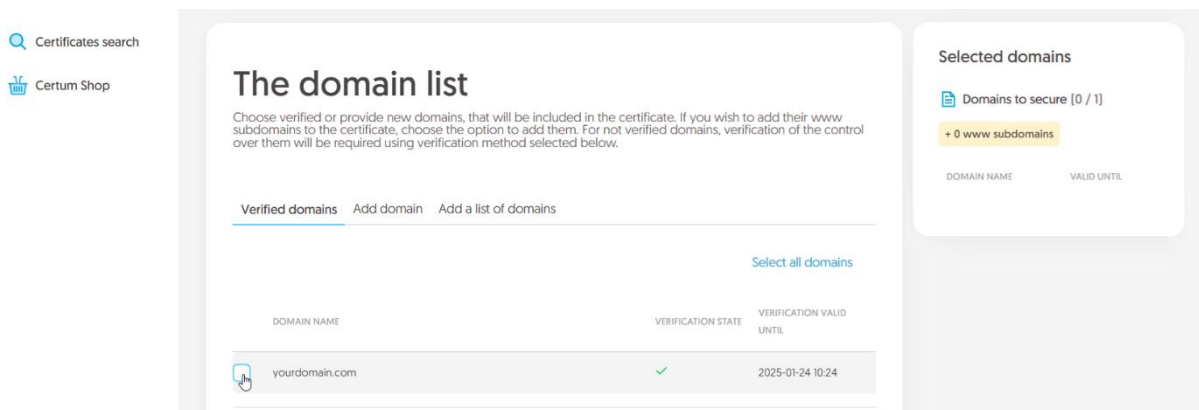 Certificates search
Certum Shop
The domain list
Choose verified or provide new domains, that will be included in the certificate. If you wish to add their www
subdomains to the certificate, choose the option to add them. For not verified domains, verification of the control
over them will be required using verification method selected below.
Verified domains Add domain Add a list of domains
Select all domains
DOMAIN NAME VERIFICATION STATE VERIFICATION VALID
UNTIL
yourdomain.com 2025-01-24 10:24
Selected domains
Domains to secure (0 / 1)
+ 0 www subdomains
DOMAIN NAME VALID UNTIL